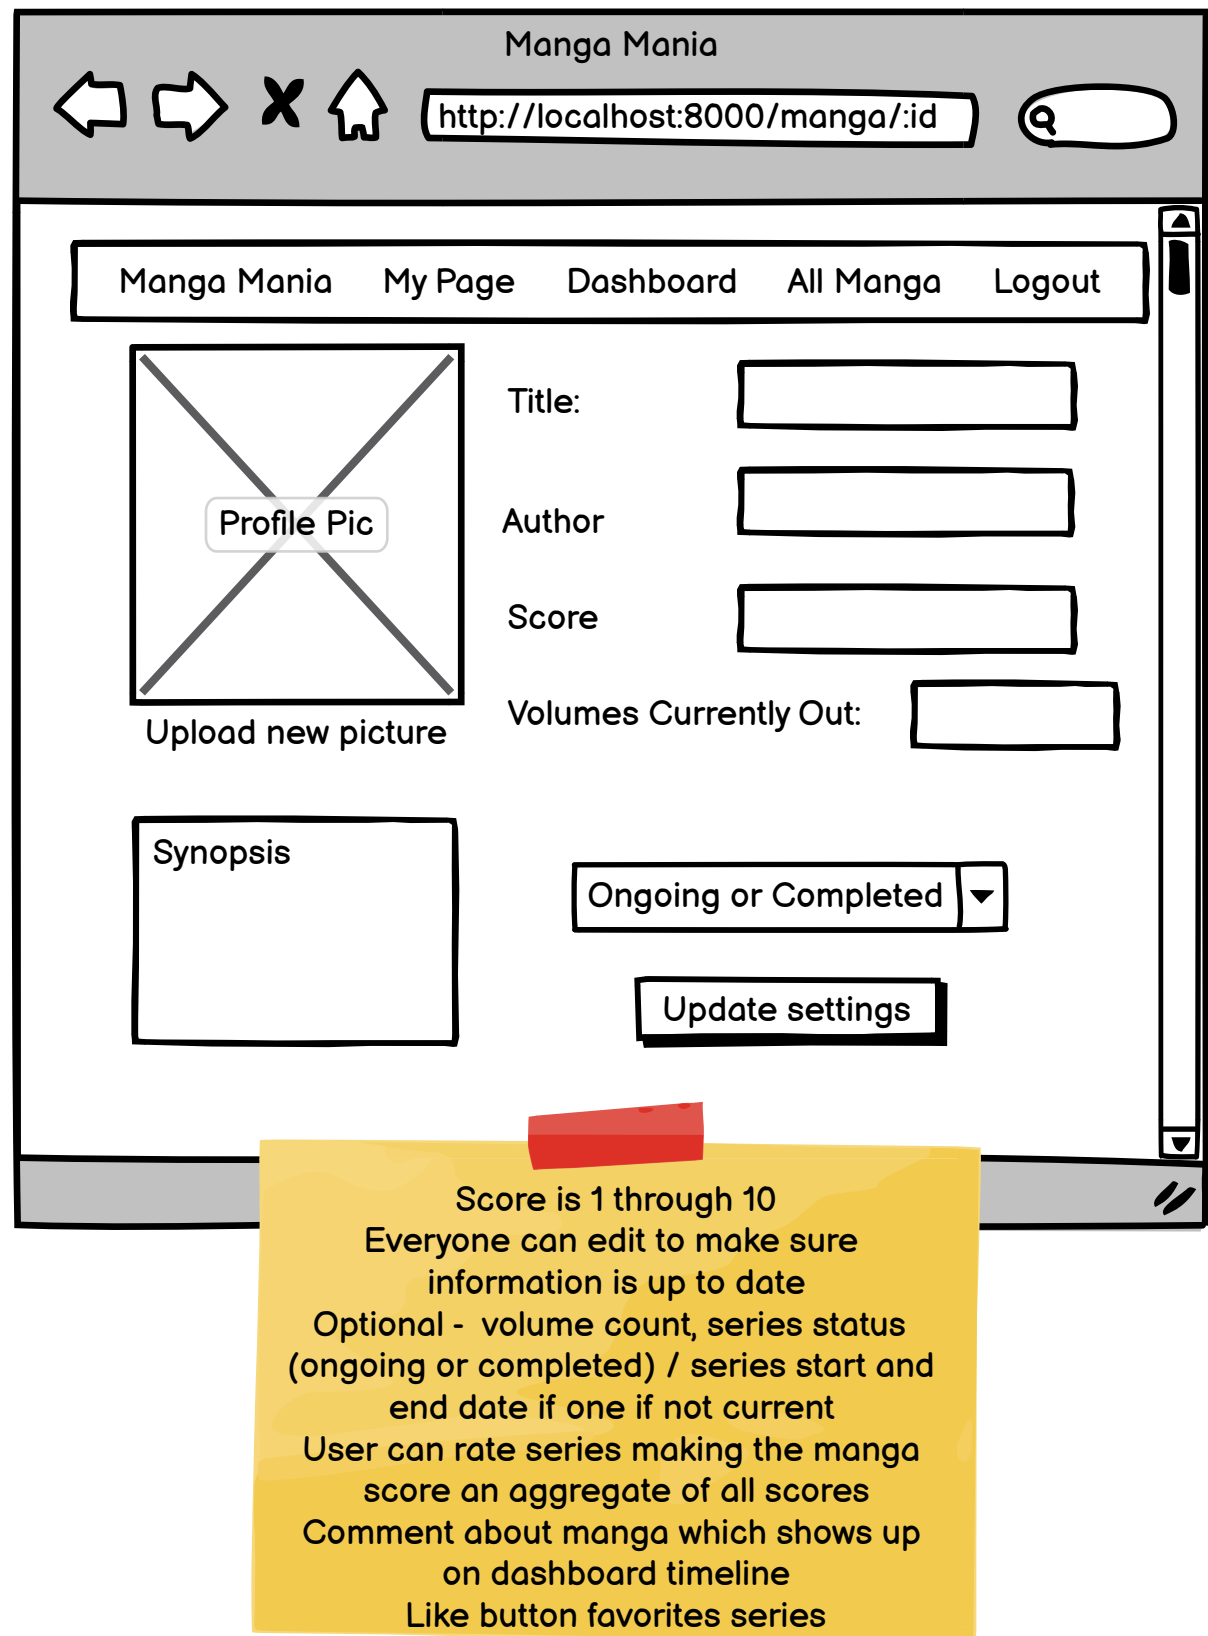 Manga Mania
http://localhost:8000/manga/:id
Manga Mania My Page Dashboard All Manga Logout
Profile Pic
Upload new picture
Title:
Author
Score
Volumes Currently Out:
Synopsis
Ongoing or Completed
Update settings
Score is 1 through 10
Everyone can edit to make sure
information is up to date
Optional - volume count, series status
(ongoing or completed) / series start and
end date if one if not current
User can rate series making the manga
score an aggregate of all scores
Comment about manga which shows up
on dashboard timeline
Like button favorites series